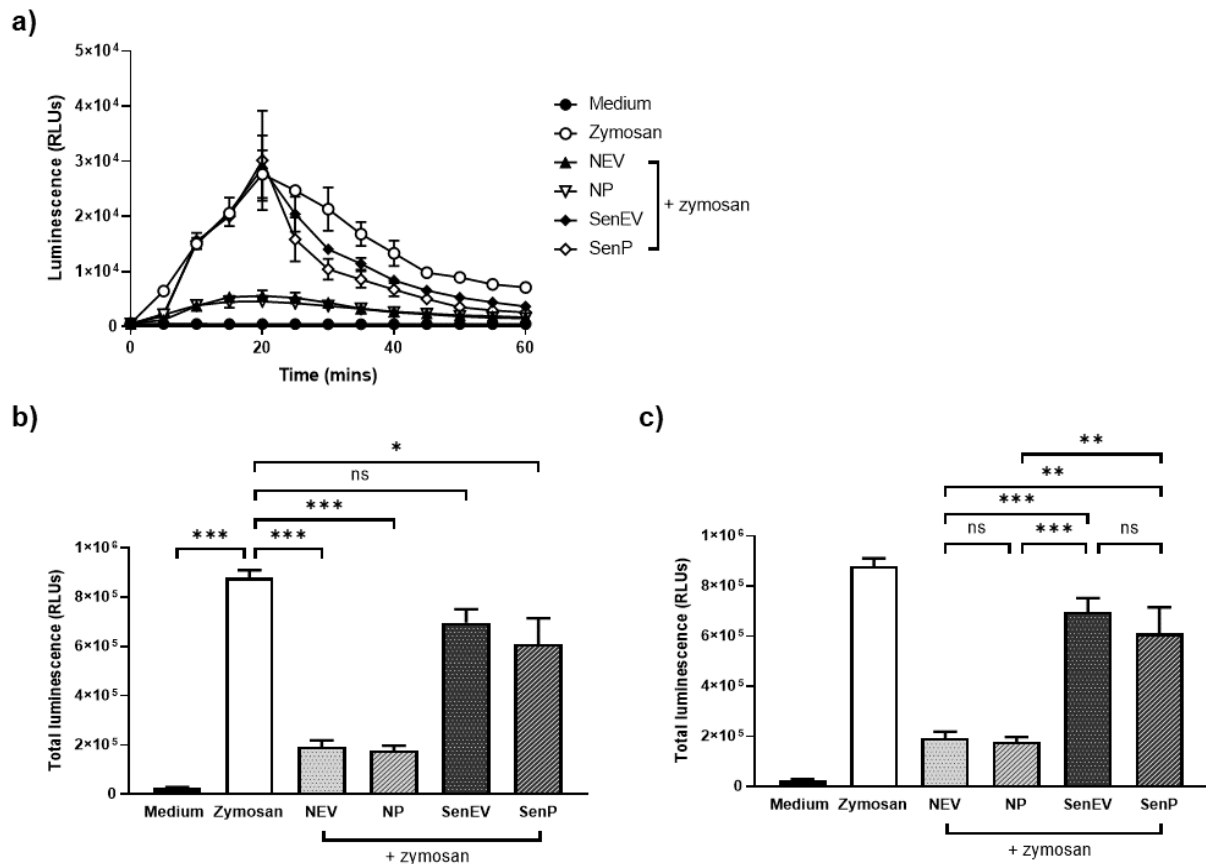 a)
5×10⁴
4×10⁴
3×10⁴
2×10⁴
1×10⁴
0
Luminescence (RLUs)
0 20 40 60
Time (mins)
Medium
Zymosan
NEV
NP
SenEV
SenP
+ zymosan
b)
*
ns
***
*** ***
1×10⁶
8×10⁵
6×10⁵
4×10⁵
2×10⁵
0
Total luminescence (RLUs)
Medium Zymosan NEV NP SenEV SenP
+ zymosan
c)
**
**
***
ns *** ns
1×10⁶
8×10⁵
6×10⁵
4×10⁵
2×10⁵
0
Total luminescence (RLUs)
Medium Zymosan NEV NP SenEV SenP
+ zymosan